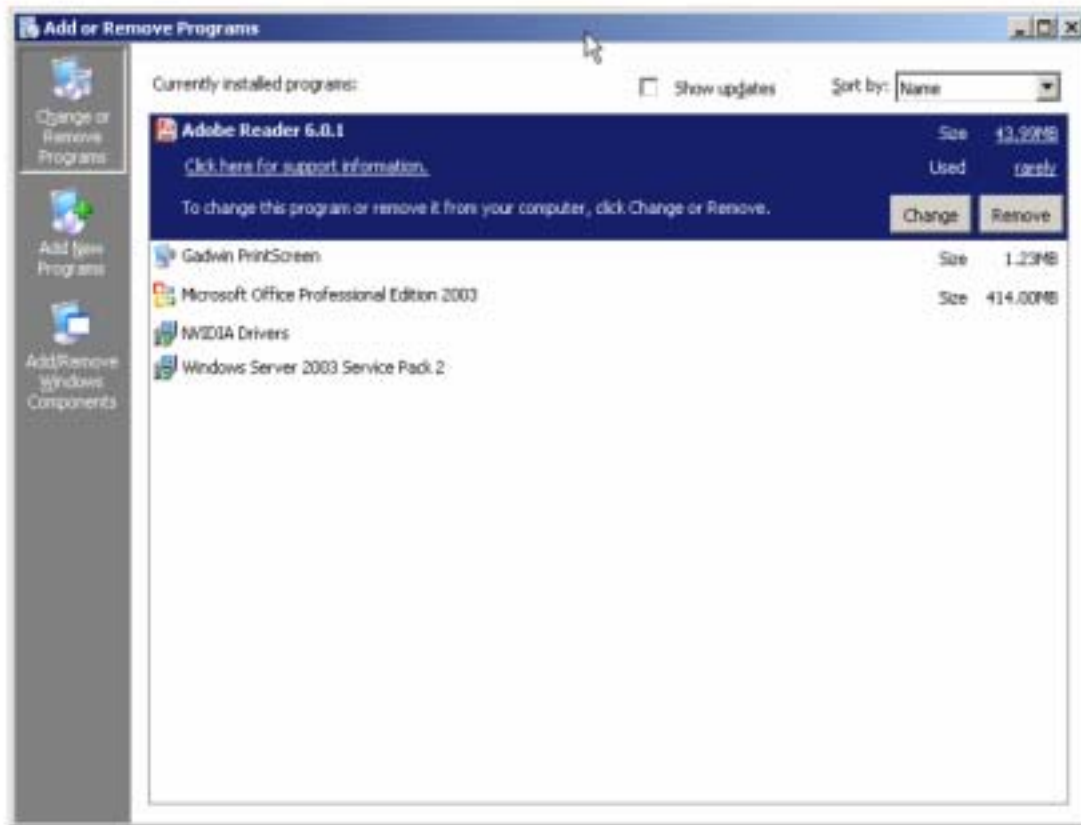 Add or Remove Programs
Change or
Remove
Programs
Add New
Programs
Add/Remove
Windows
Components
Currently installed programs:
Show updates
Sort by: Name
Adobe Reader 6.0.1 Size 43.99MB
Click here for support information. Used rarely
To change this program or remove it from your computer, click Change or Remove. Change Remove
Gadwin PrintScreen Size 1.23MB
Microsoft Office Professional Edition 2003 Size 414.00MB
NVIDIA Drivers
Windows Server 2003 Service Pack 2